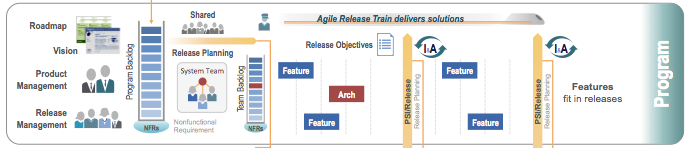 Roadmap
Vision
Product
Management
Release
Management
Program Backlog
NFRs
Shared
Release Planning
System Team
Nonfunctional
Requirement
Team Backlog
NFRs
Agile Release Train delivers solutions
Release Objectives
Feature
Arch
Feature
I&A
PSI/Release
Release Planning
Feature
Feature
I&A
PSI/Release
Release Planning
Features
fit in releases
Program